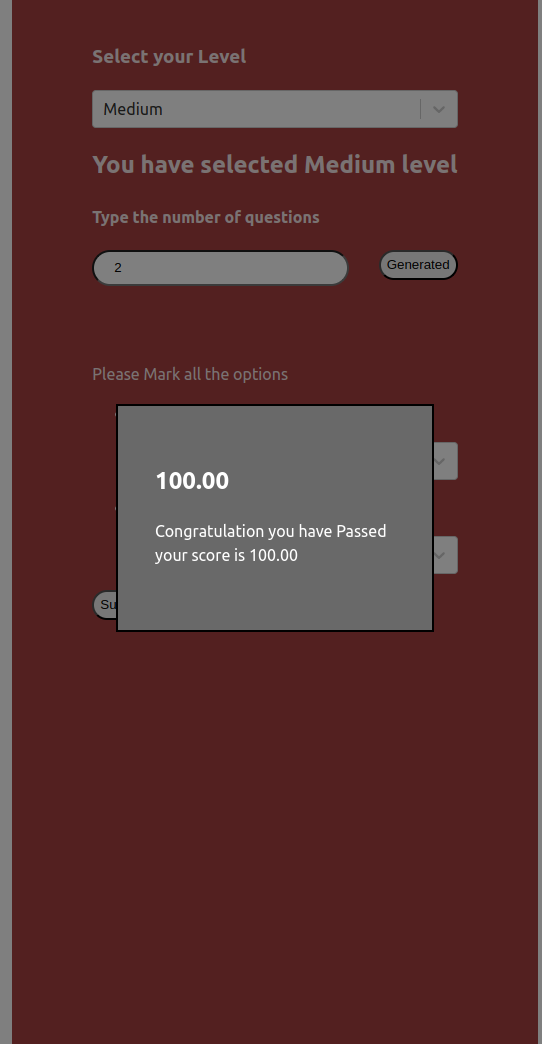 Select your Level
Medium
You have selected Medium level
Type the number of questions
2
Generated
Please Mark all the options
100.00
Congratulation you have Passed
your score is 100.00
Su